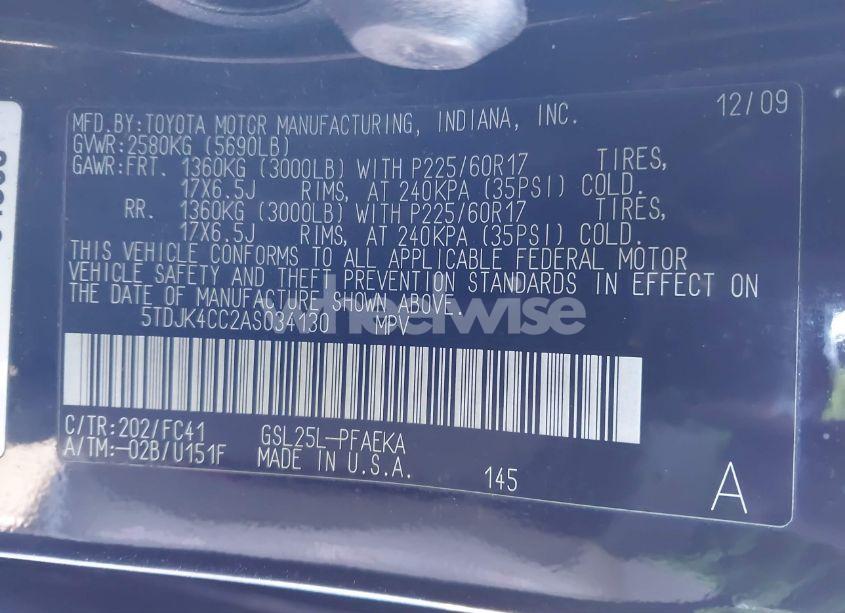 MFD.BY:TOYOTA MOTOR MANUFACTURING, INDIANA, INC. 12/09
GVWR:2580KG (5690LB)
GAWR:FRT. 1360KG (3000LB) WITH P225/60R17 TIRES,
17X6.5J RIMS, AT 240KPA (35PSI) COLD.
RR. 1360KG (3000LB) WITH P225/60R17 TIRES,
17X6.5J RIMS, AT 240KPA (35PSI) COLD.
THIS VEHICLE CONFORMS TO ALL APPLICABLE FEDERAL MOTOR
VEHICLE SAFETY AND THEFT PREVENTION STANDARDS IN EFFECT ON
THE DATE OF MANUFACTURE SHOWN ABOVE.
5TDJK4CC2AS034130 MPV
wheelwise
C/TR:202/FC41 GSL25L-PFAEKA
A/TM:-02B/U151F MADE IN U.S.A.
145 A